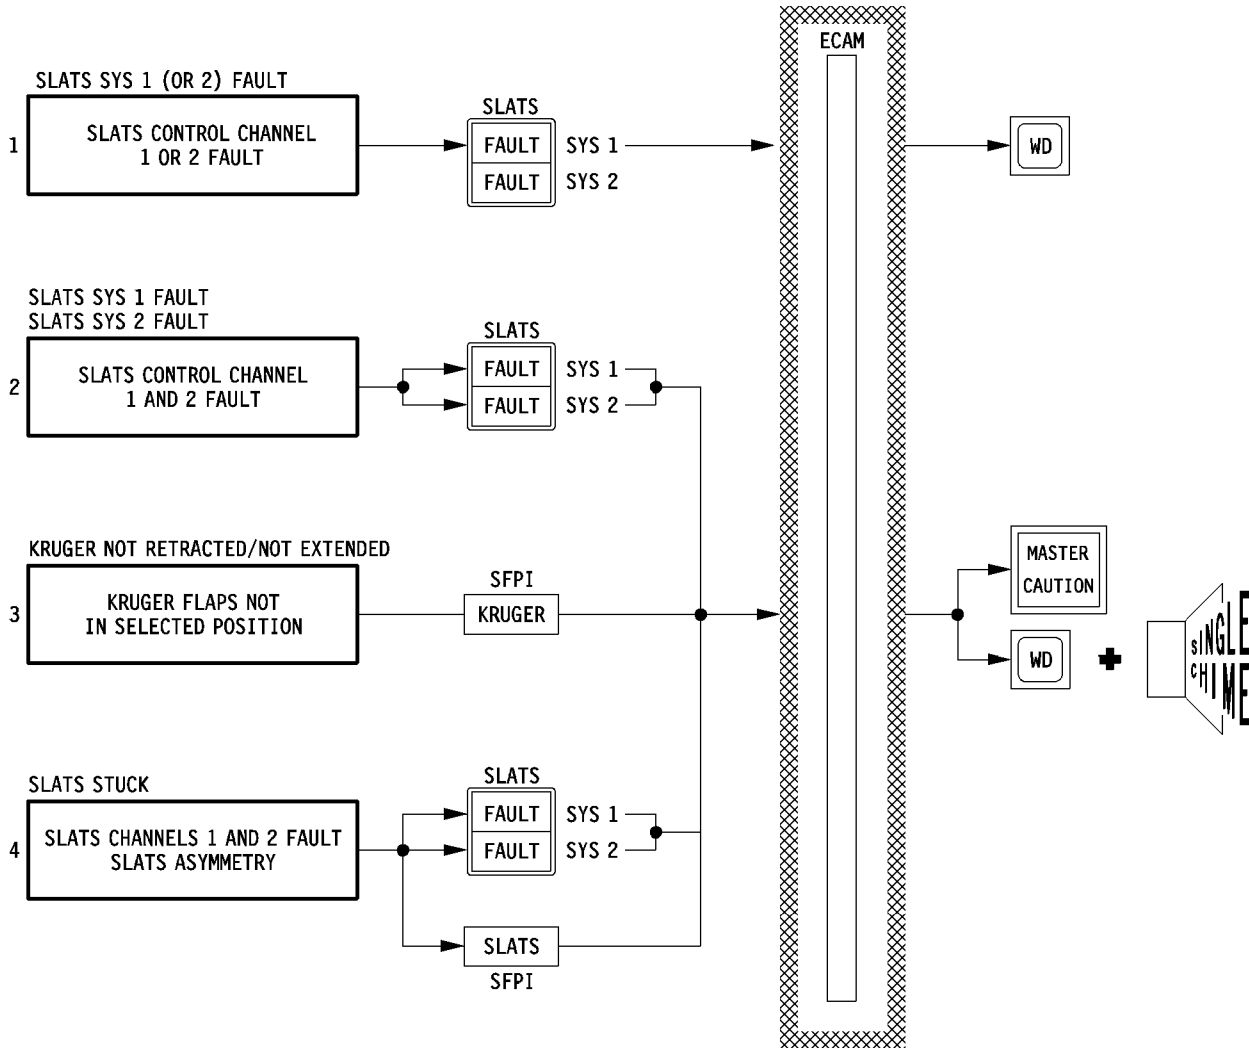 ECAM
SLATS SYS 1 (OR 2) FAULT
1
SLATS CONTROL CHANNEL
1 OR 2 FAULT
SLATS
FAULT SYS 1
FAULT SYS 2
WD
SLATS SYS 1 FAULT
SLATS SYS 2 FAULT
2
SLATS CONTROL CHANNEL
1 AND 2 FAULT
SLATS
FAULT SYS 1
FAULT SYS 2
KRUGER NOT RETRACTED/NOT EXTENDED
3
KRUGER FLAPS NOT
IN SELECTED POSITION
SFPI
KRUGER
MASTER
CAUTION
WD +
SINGLE
CHIME
SLATS STUCK
4
SLATS CHANNELS 1 AND 2 FAULT
SLATS ASYMMETRY
SLATS
FAULT SYS 1
FAULT SYS 2
SLATS
SFPI